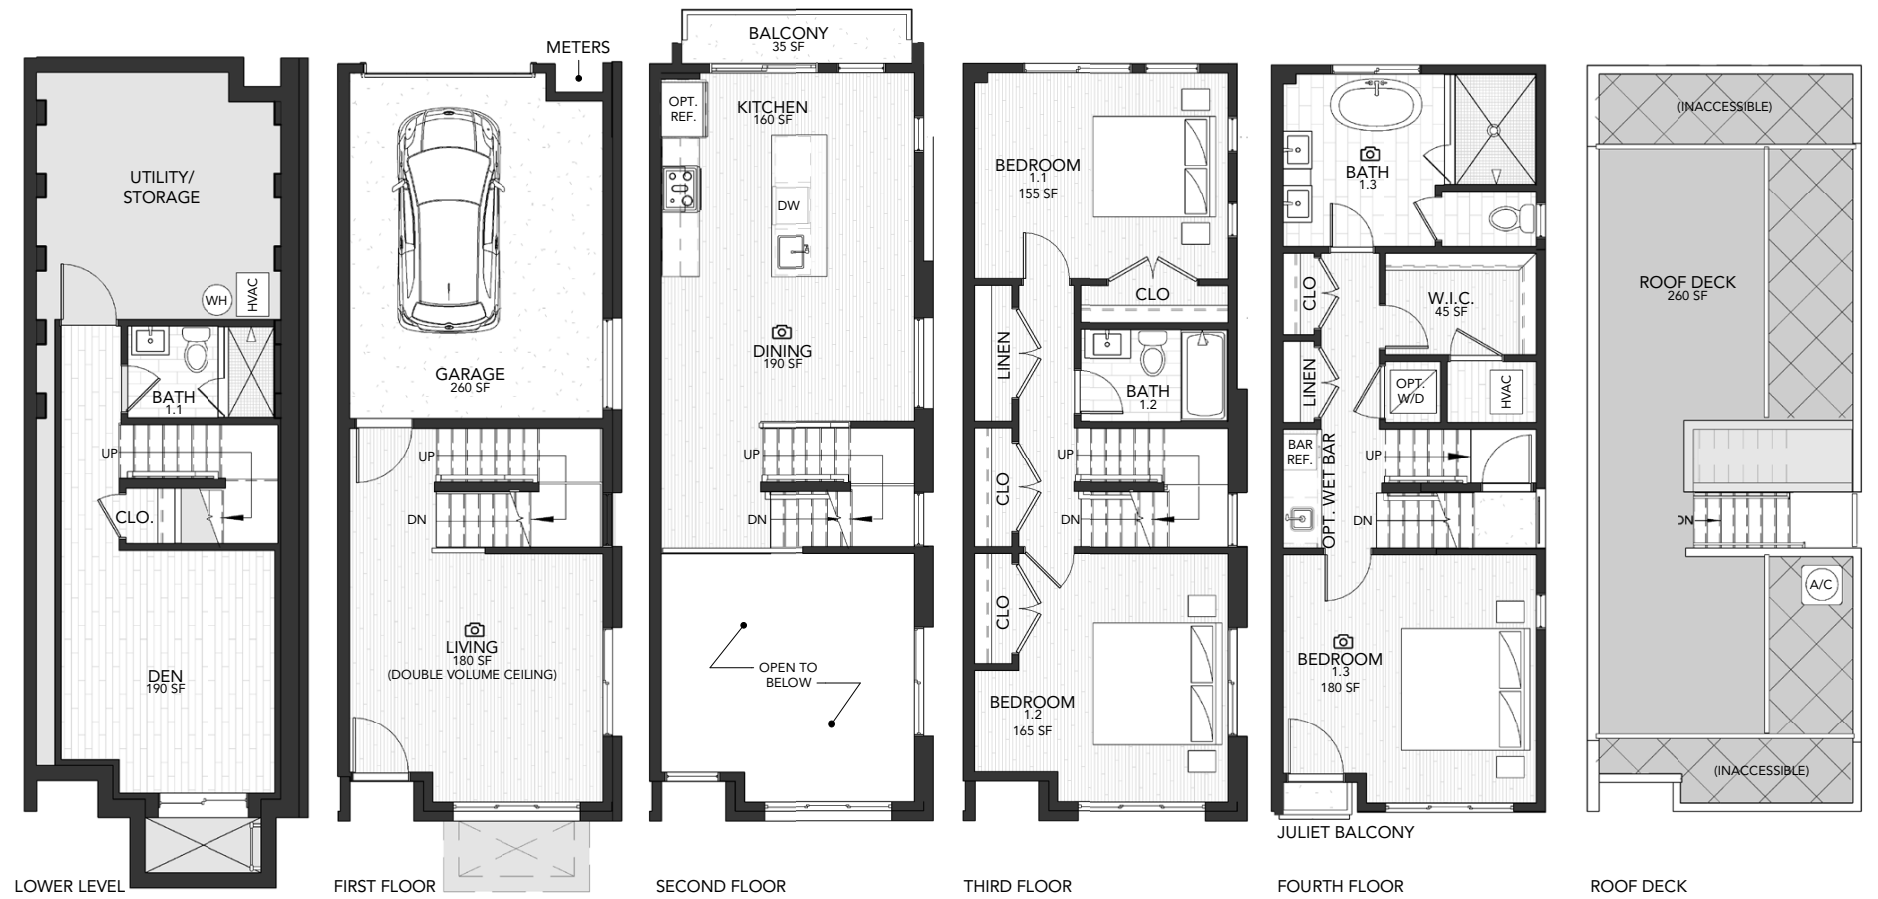 UTILITY/
STORAGE
WH
HVAC
BATH
1.1
UP
CLO.
DEN
190 SF
LOWER LEVEL
METERS
GARAGE
260 SF
UP
DN
LIVING
180 SF
(DOUBLE VOLUME CEILING)
FIRST FLOOR
BALCONY
35 SF
OPT.
REF.
KITCHEN
160 SF
DW
DINING
190 SF
UP
DN
OPEN TO
BELOW
SECOND FLOOR
BEDROOM
1.1
155 SF
CLO
LINEN
BATH
1.2
CLO
UP
DN
CLO
BEDROOM
1.2
165 SF
THIRD FLOOR
BATH
1.3
CLO
W.I.C.
45 SF
LINEN
OPT.
W/D
HVAC
BAR
REF.
OPT. WET BAR
UP
DN
BEDROOM
1.3
180 SF
JULIET BALCONY
FOURTH FLOOR
(INACCESSIBLE)
ROOF DECK
260 SF
DN
A/C
(INACCESSIBLE)
ROOF DECK